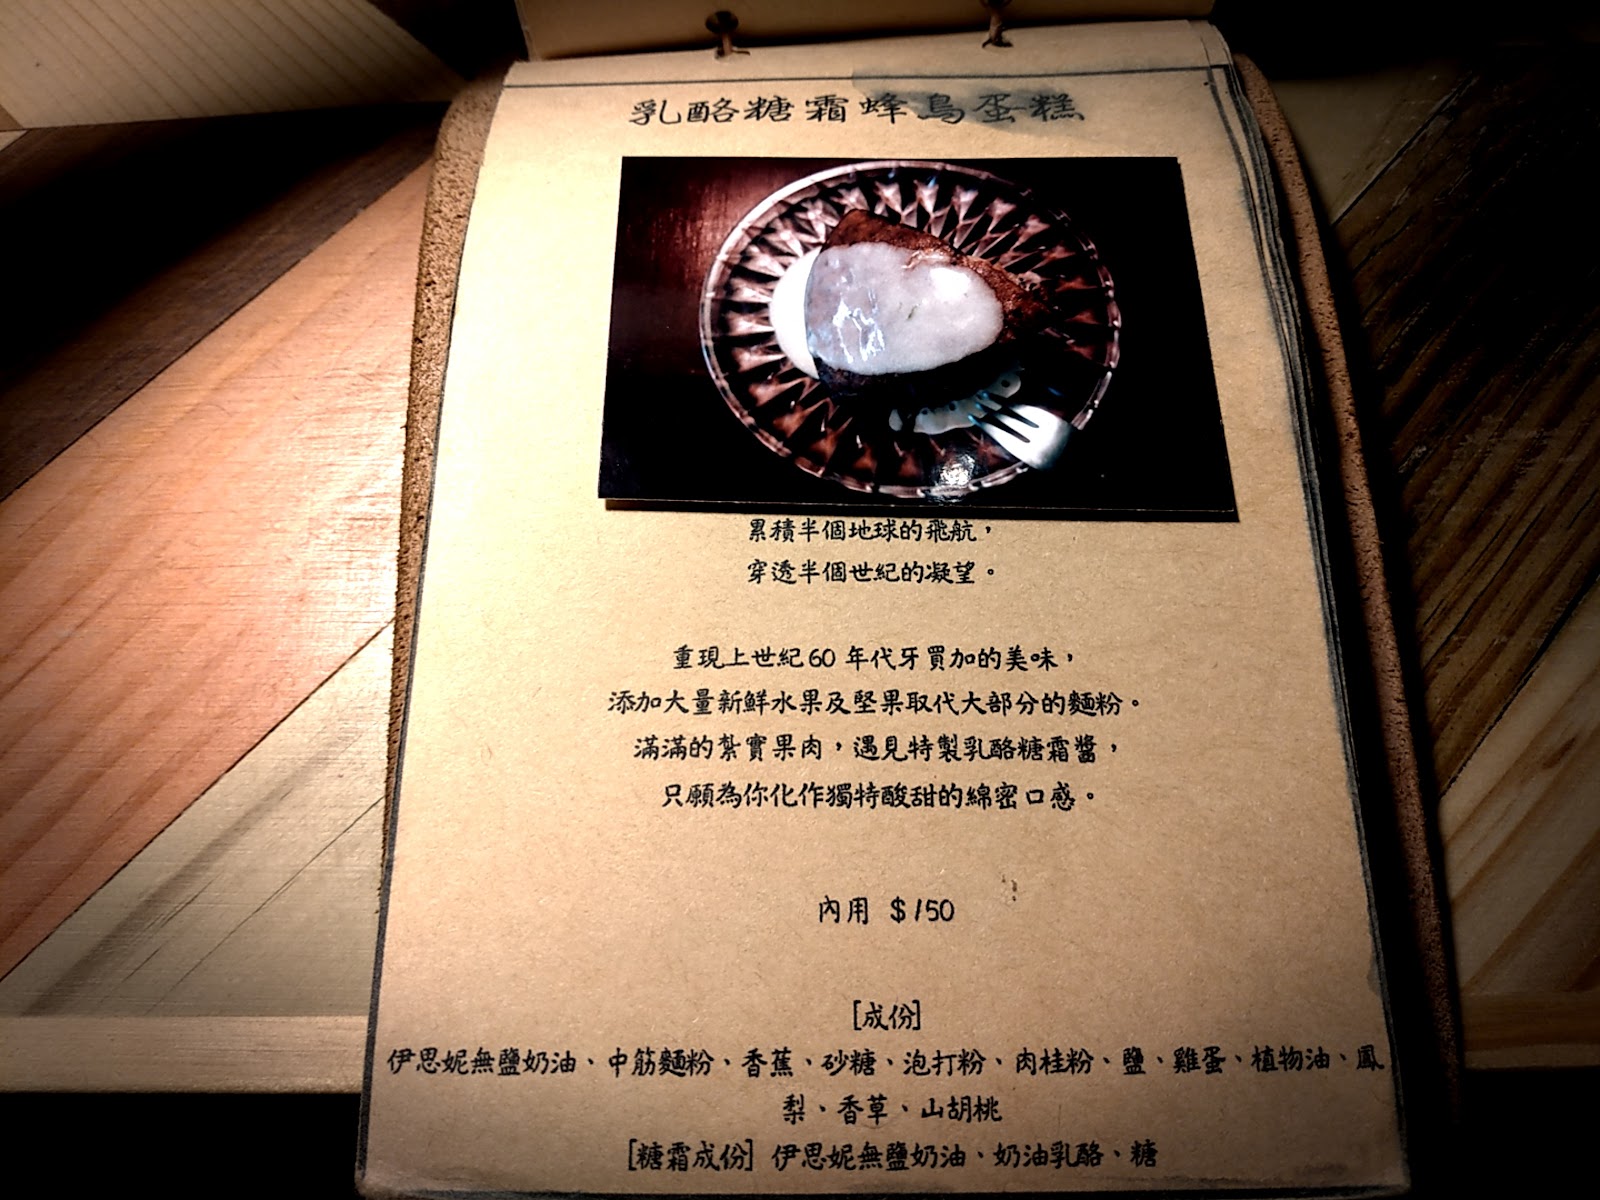 乳酪糖霜蜂鳥蛋糕
累積半個地球的飛航，
穿透半個世紀的凝望。
重現上世紀60 年代牙買加的美味，
添加大量新鮮水果及堅果取代大部分的麵粉。
滿滿的紮實果肉，遇見特製乳酪糖霜醬，
只願為你化作獨特酸甜的綿密口感。
內用 $150
[成份]
伊思妮無鹽奶油、中筋麵粉、香蕉、砂糖、泡打粉、肉桂粉、鹽、雞蛋、植物油、鳳
梨、香草、山胡桃
[糖霜成份] 伊思妮無鹽奶油、奶油乳酪、糖